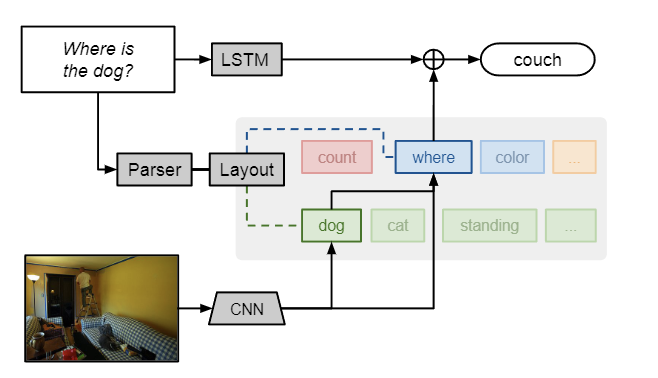 Where is
the dog?
LSTM
couch
Parser
Layout
count
where
color
...
dog
cat
standing
...
CNN